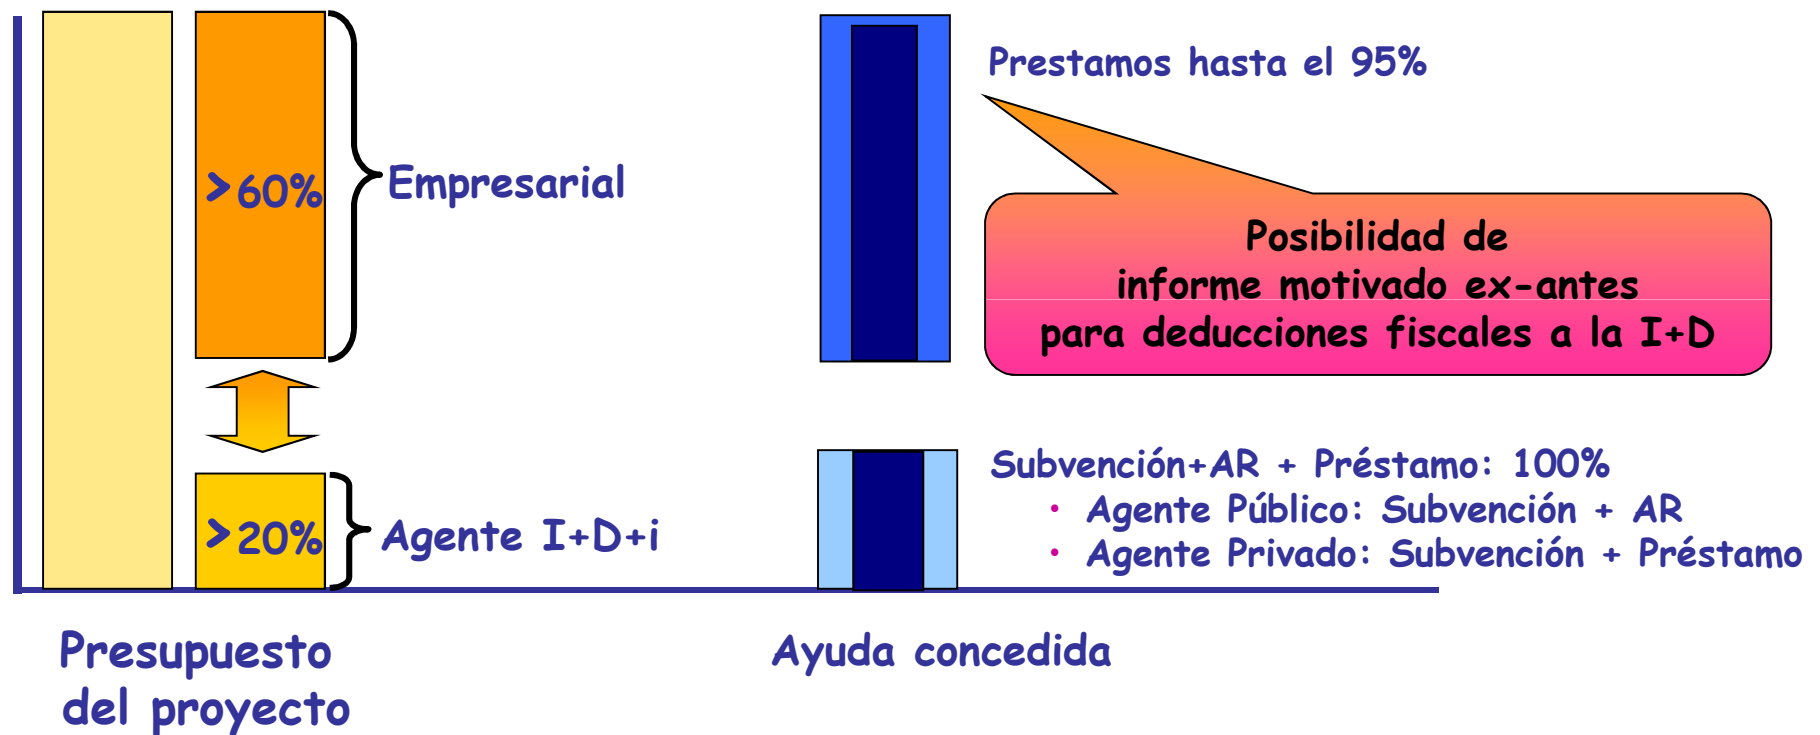 Prestamos hasta el 95%
>60%
Empresarial
Posibilidad de
informe motivado ex-antes
para deducciones fiscales a la I+D
>20%
Agente I+D+i
Subvención+AR + Préstamo: 100%
• Agente Público: Subvención + AR
• Agente Privado: Subvención + Préstamo
Presupuesto
del proyecto
Ayuda concedida